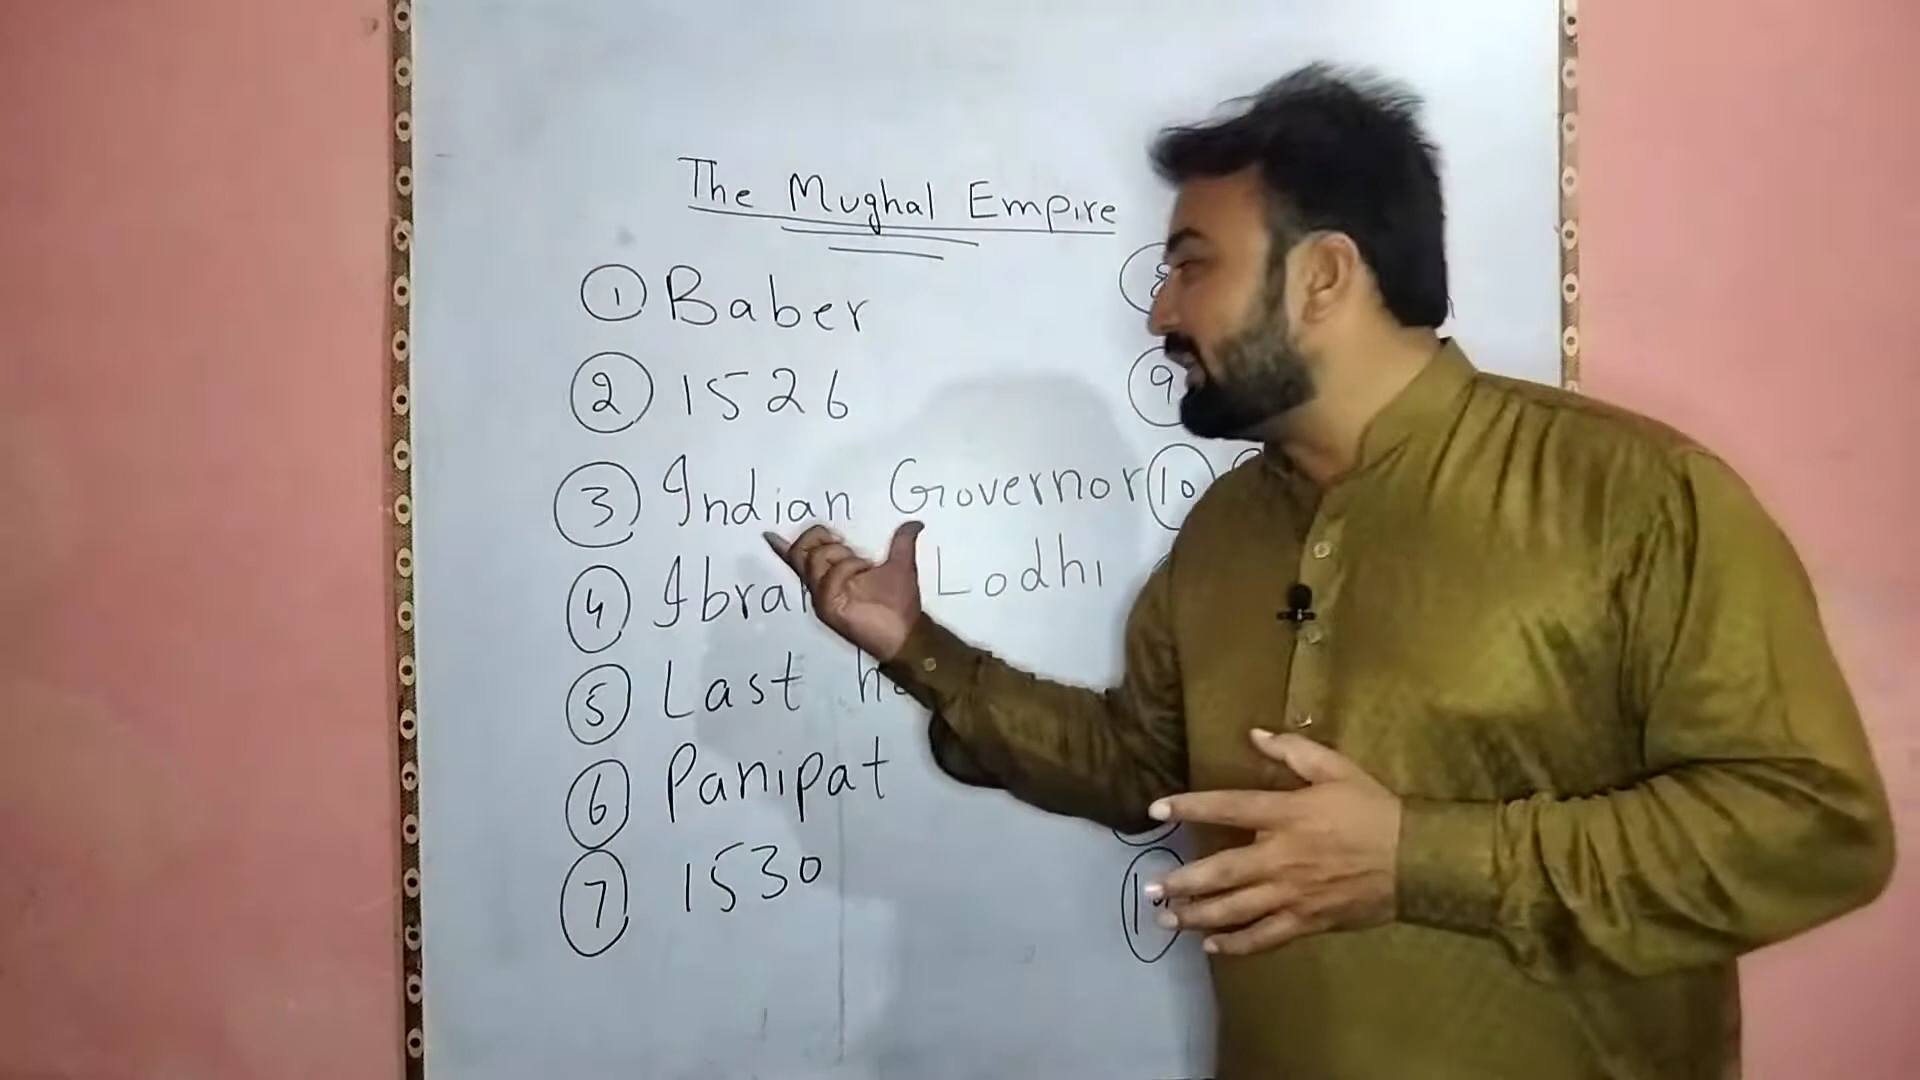 The Mughal Empire
1 Baber
2 1526
3 Indian Governor
4 Lodhi
5 Last
6 Panipat
7 1530
8
9
10